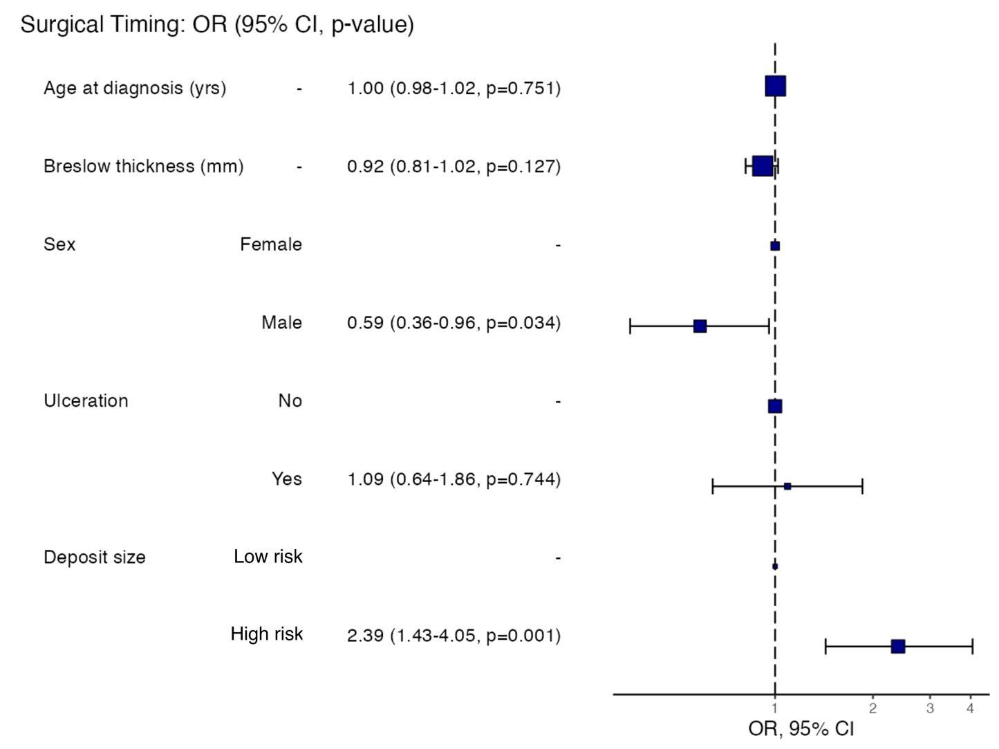 Surgical Timing: OR (95% CI, p-value)
Age at diagnosis (yrs) - 1.00 (0.98-1.02, p=0.751)
Breslow thickness (mm) - 0.92 (0.81-1.02, p=0.127)
Sex Female -
Male 0.59 (0.36-0.96, p=0.034)
Ulceration No -
Yes 1.09 (0.64-1.86, p=0.744)
Deposit size Low risk -
High risk 2.39 (1.43-4.05, p=0.001)
1 2 3 4
OR, 95% CI